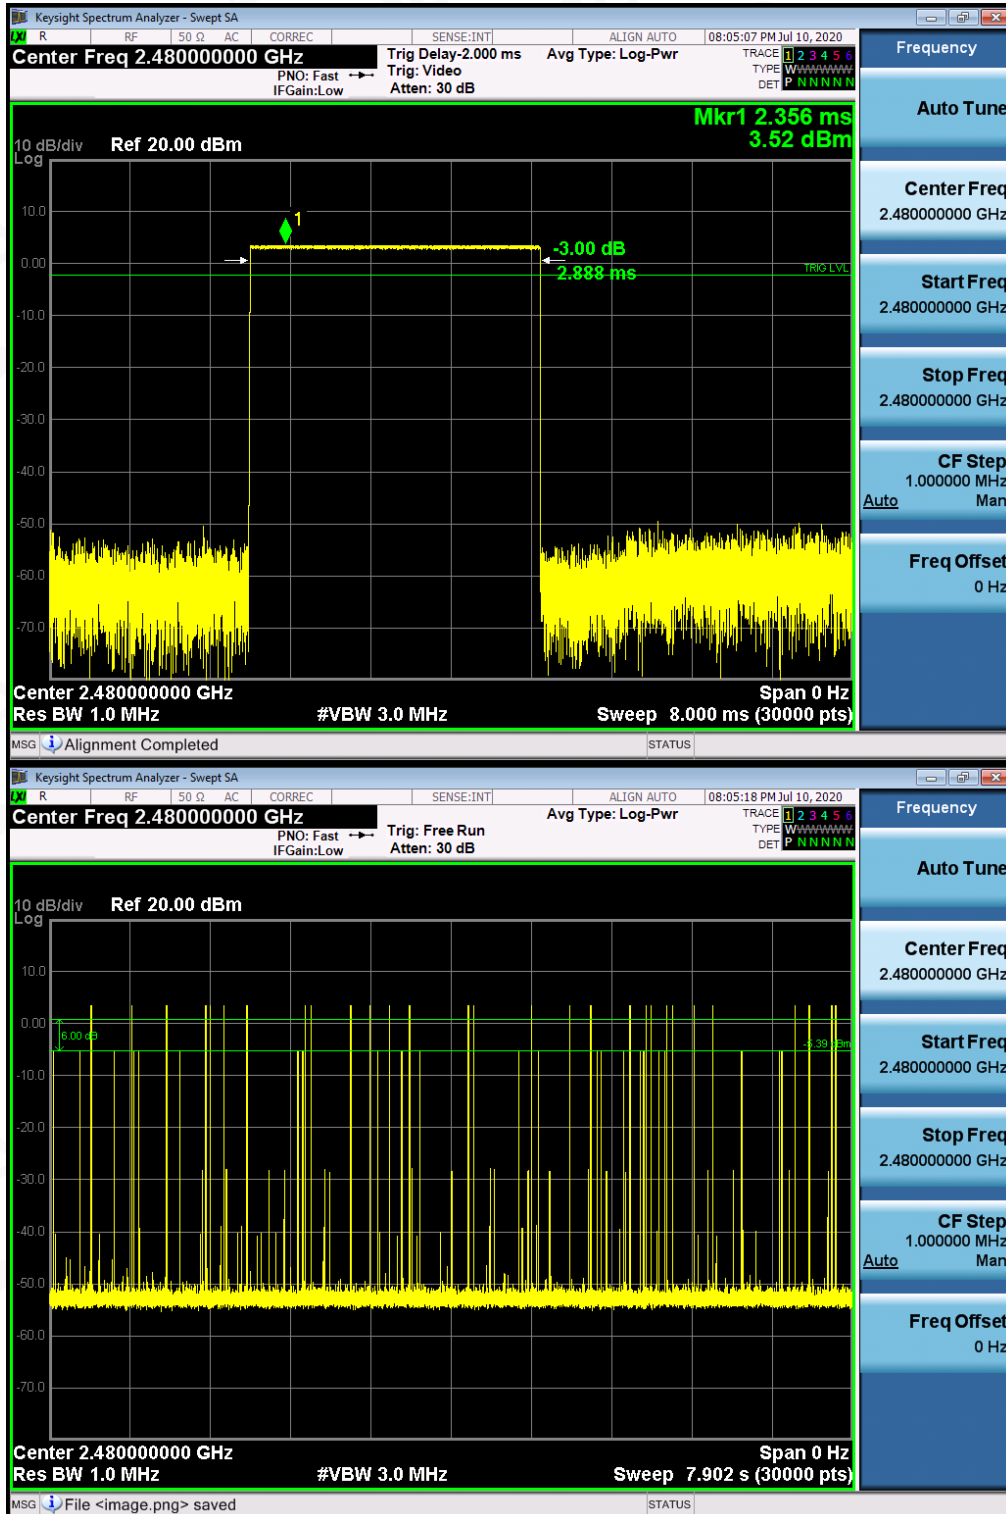 Keysight Spectrum Analyzer - Swept SA
LXI R RF 50 Ω AC CORREC SENSE:INT ALIGN AUTO 08:05:07 PM Jul 10, 2020
Center Freq 2.480000000 GHz
PNO: Fast
IFGain:Low
Trig Delay-2.000 ms
Trig: Video
Atten: 30 dB
Avg Type: Log-Pwr
TRACE 1 2 3 4 5 6
TYPE WWWWWW
DET P N N N N N
Mkr1 2.356 ms
3.52 dBm
10 dB/div
Log
Ref 20.00 dBm
10.0
0.00
-10.0
-20.0
-30.0
-40.0
-50.0
-60.0
-70.0
1
-3.00 dB
2.888 ms
TRIG LVL
Center 2.480000000 GHz
Span 0 Hz
Res BW 1.0 MHz
#VBW 3.0 MHz
Sweep 8.000 ms (30000 pts)
MSG Alignment Completed
STATUS
Frequency
Auto Tune
Center Freq
2.480000000 GHz
Start Freq
2.480000000 GHz
Stop Freq
2.480000000 GHz
CF Step
1.000000 MHz
Auto Man
Freq Offset
0 Hz
Keysight Spectrum Analyzer - Swept SA
LXI R RF 50 Ω AC CORREC SENSE:INT ALIGN AUTO 08:05:18 PM Jul 10, 2020
Center Freq 2.480000000 GHz
PNO: Fast
IFGain:Low
Trig: Free Run
Atten: 30 dB
Avg Type: Log-Pwr
TRACE 1 2 3 4 5 6
TYPE WWWWWW
DET P N N N N N
10 dB/div
Log
Ref 20.00 dBm
10.0
0.00
-10.0
-20.0
-30.0
-40.0
-50.0
-60.0
-70.0
6.00 dB
-5.39 dBm
Center 2.480000000 GHz
Span 0 Hz
Res BW 1.0 MHz
#VBW 3.0 MHz
Sweep 7.902 s (30000 pts)
MSG File <image.png> saved
STATUS
Frequency
Auto Tune
Center Freq
2.480000000 GHz
Start Freq
2.480000000 GHz
Stop Freq
2.480000000 GHz
CF Step
1.000000 MHz
Auto Man
Freq Offset
0 Hz